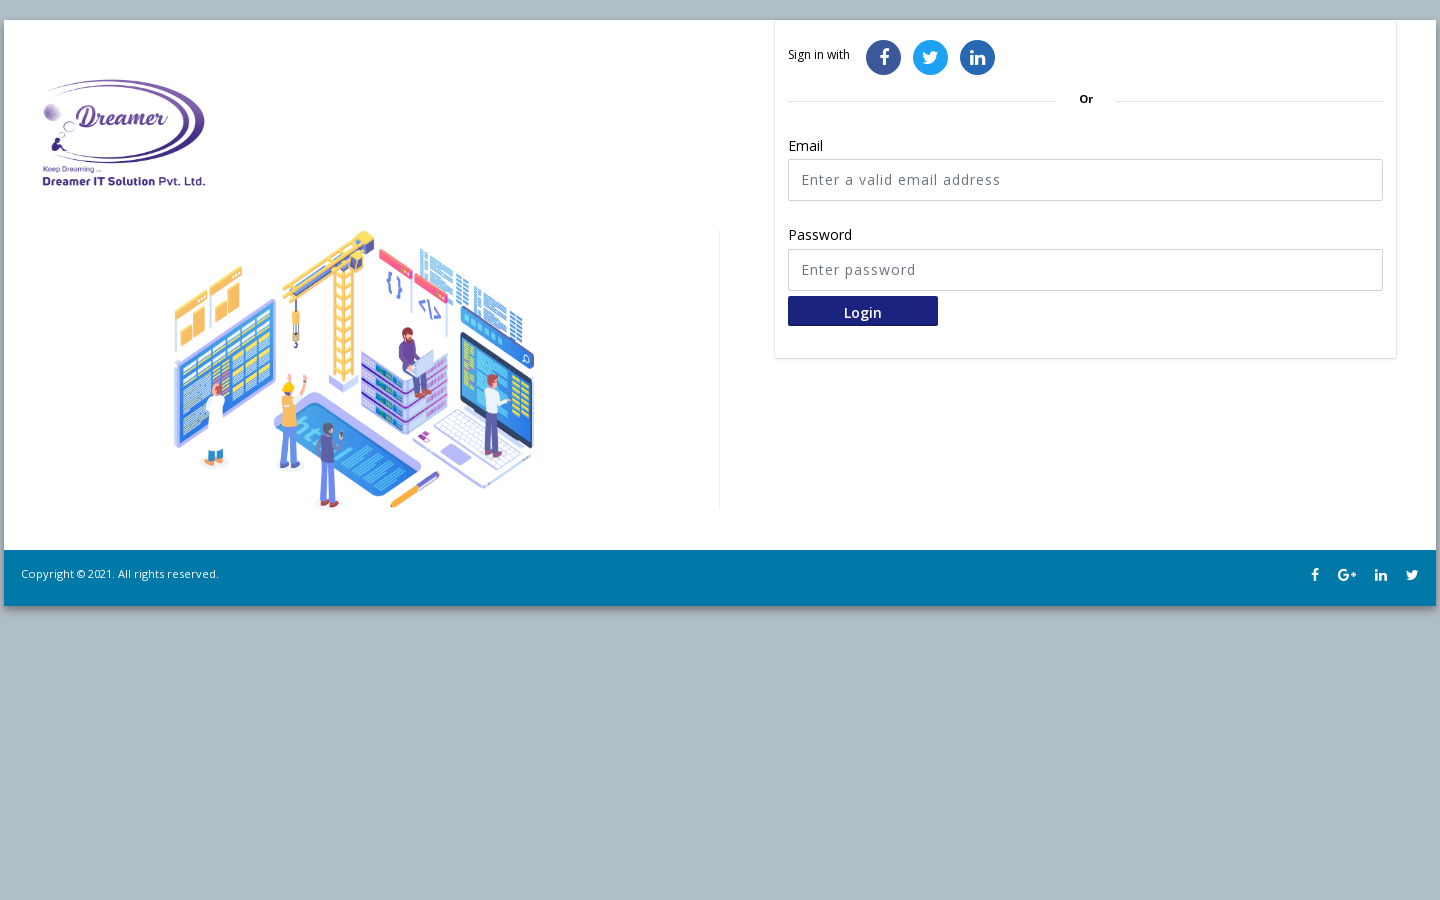 Dreamer
Keep Dreaming ...
Dreamer IT Solution Pvt. Ltd.
html
</>
{}
Sign in with
Or
Email
Enter a valid email address
Password
Enter password
Login
Copyright © 2021. All rights reserved.